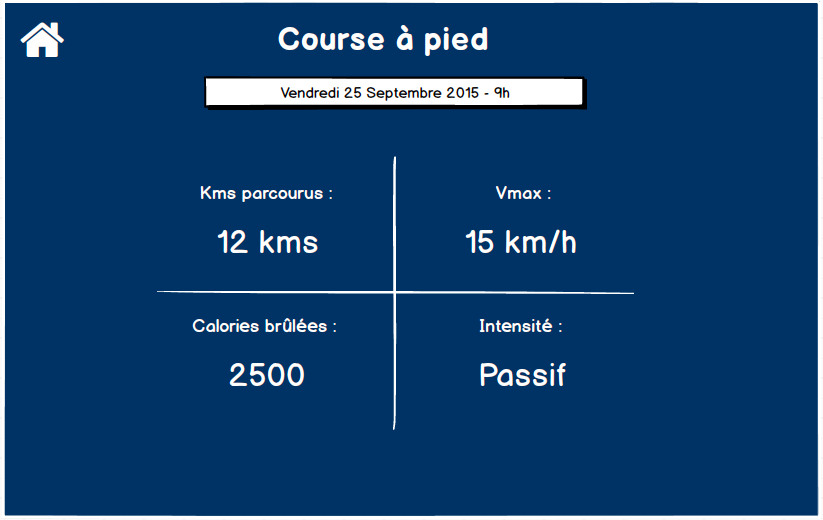 Course à pied
Vendredi 25 Septembre 2015 - 9h
Kms parcourus :
12 kms
Vmax :
15 km/h
Calories brûlées :
2500
Intensité :
Passif